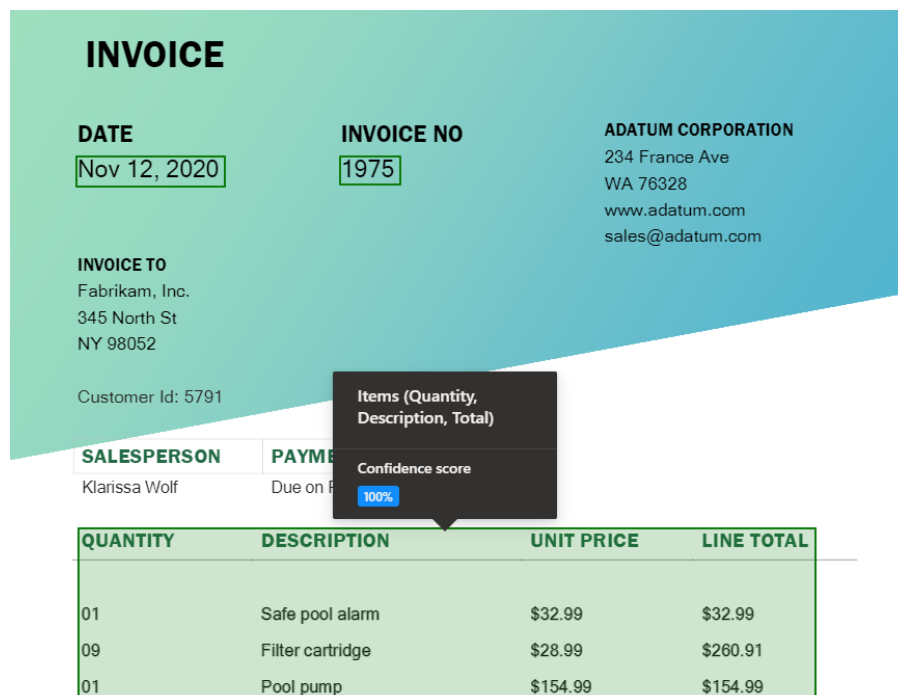 INVOICE
DATE
Nov 12, 2020
INVOICE NO
1975
ADATUM CORPORATION
234 France Ave
WA 76328
www.adatum.com
sales@adatum.com
INVOICE TO
Fabrikam, Inc.
345 North St
NY 98052
Customer Id: 5791
Items (Quantity,
Description, Total)
Confidence score
100%
SALESPERSON
Klarissa Wolf Due on
QUANTITY DESCRIPTION UNIT PRICE LINE TOTAL
01 Safe pool alarm $32.99 $32.99
09 Filter cartridge $28.99 $260.91
01 Pool pump $154.99 $154.99